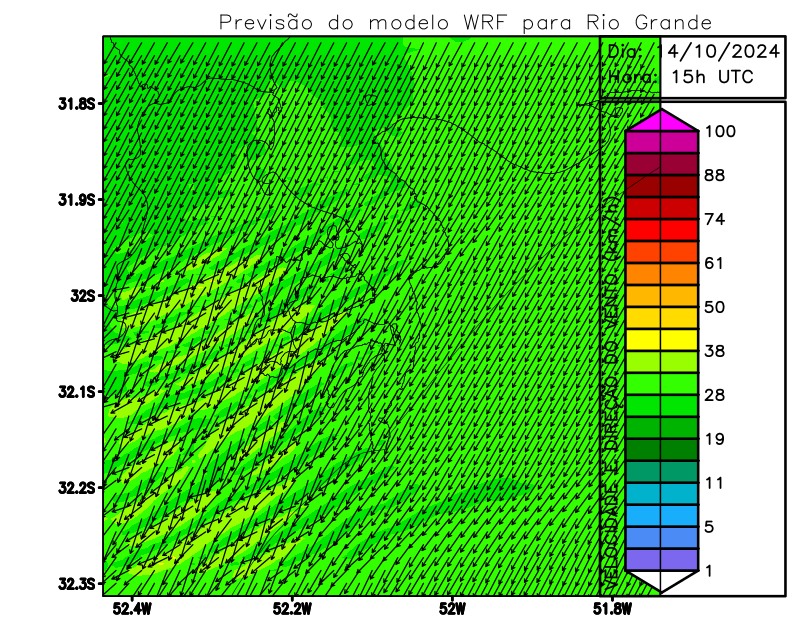 Previsão do modelo WRF para Rio Grande
Dia: 14/10/2024
Hora: 15h UTC
VELOCIDADE E DIREÇÃO DO VENTO (km/h)
100
88
74
61
50
38
28
19
11
5
1
31.8S
31.9S
32S
32.1S
32.2S
32.3S
52.4W
52.2W
52W
51.8W